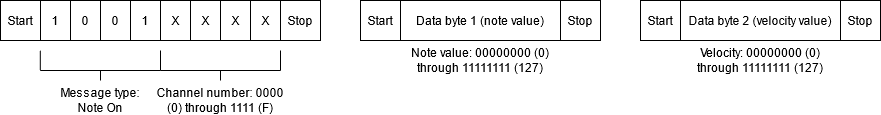 Start 1 0 0 1 X X X X Stop
Start Data byte 1 (note value) Stop
Start Data byte 2 (velocity value) Stop
Message type:
Note On
Channel number: 0000
(0) through 1111 (F)
Note value: 00000000 (0)
through 11111111 (127)
Velocity: 00000000 (0)
through 11111111 (127)